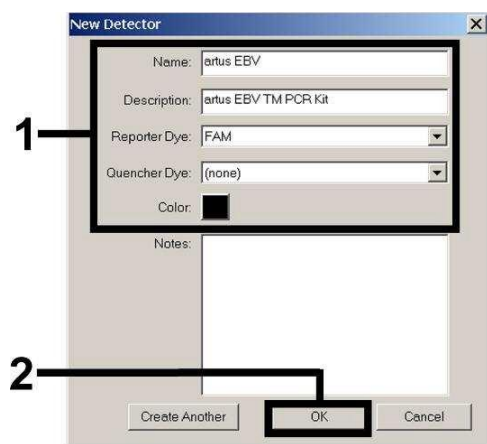 New Detector
Name: artus EBV
Description: artus EBV TM PCR Kit
1
Reporter Dye: FAM
Quencher Dye: (none)
Color:
Notes:
2
Create Another OK Cancel